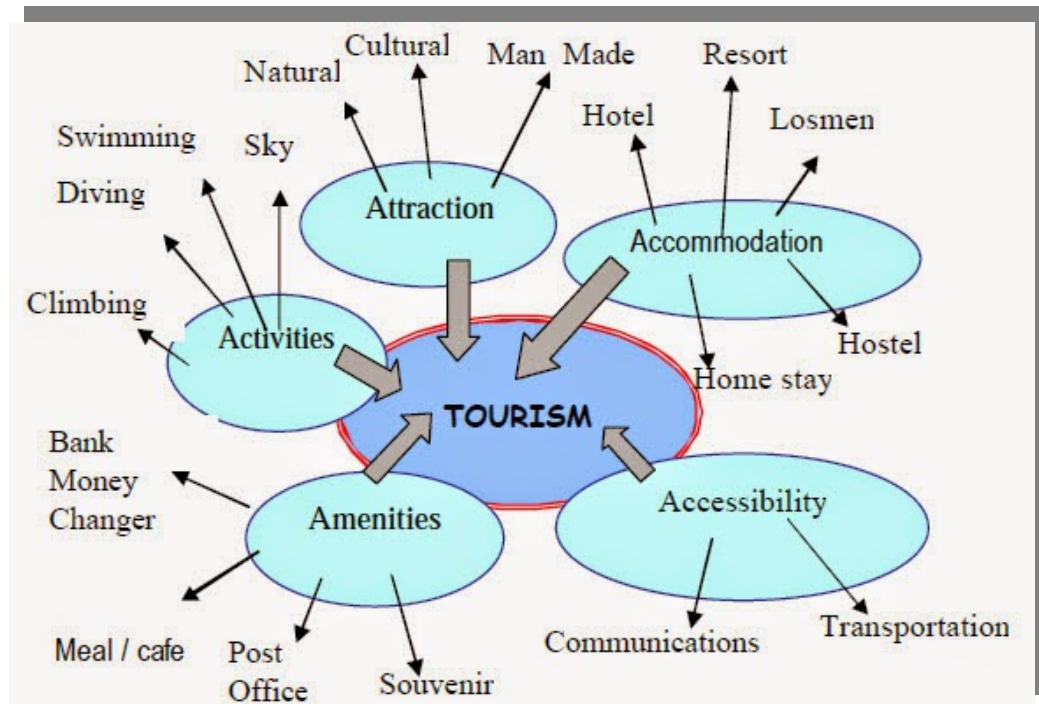 Cultural
Natural
Man Made
Resort
Hotel
Losmen
Swimming
Sky
Diving
Attraction
Accommodation
Climbing
Activities
Hostel
Home stay
TOURISM
Bank
Money
Changer
Amenities
Accessibility
Meal / cafe
Post
Office
Souvenir
Communications
Transportation